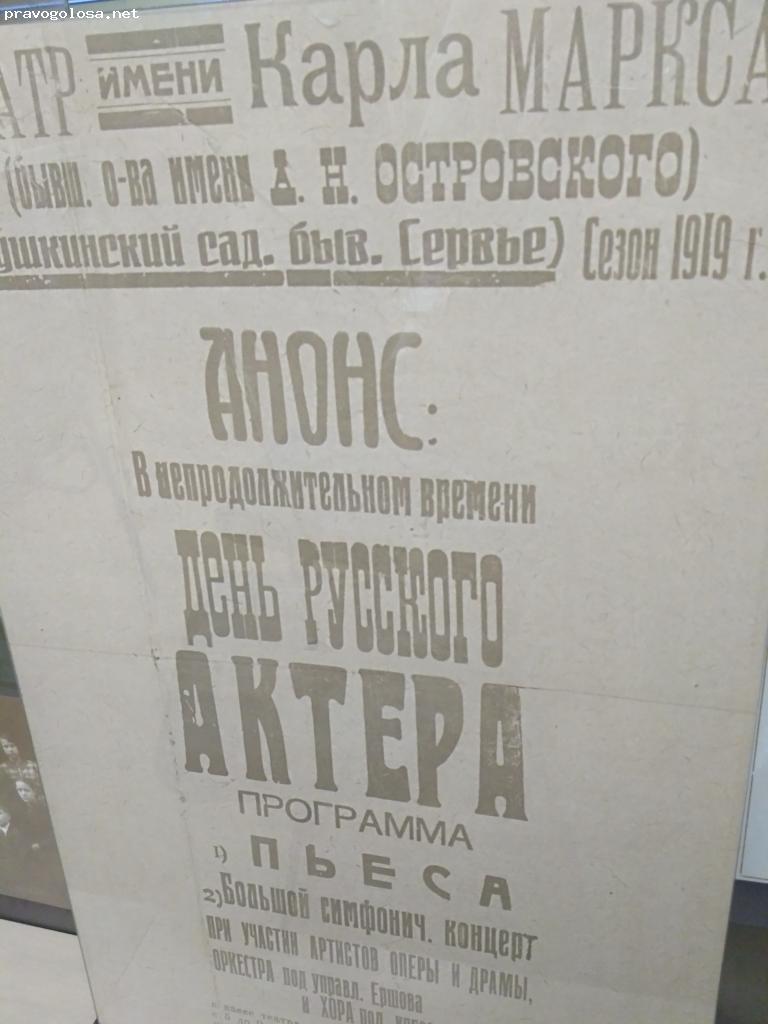 pravogolosa.net
АТР ИМЕНИ Карла МАРКСА
(бывш. о-ва имени А. Н. ОСТРОВСКОГО)
ушкинский сад. быв. Сервье) Сезон 1919 г.
АНОНС:
В непродолжительном времени
День РУССКОГО
АКТЕРА
ПРОГРАММА
1) ПЬЕСА
2) Большой симфонич. концерт
ПРИ УЧАСТИИ АРТИСТОВ ОПЕРЫ И ДРАМЫ,
ОРКЕСТРА под управл. Ершова
и ХОРА под